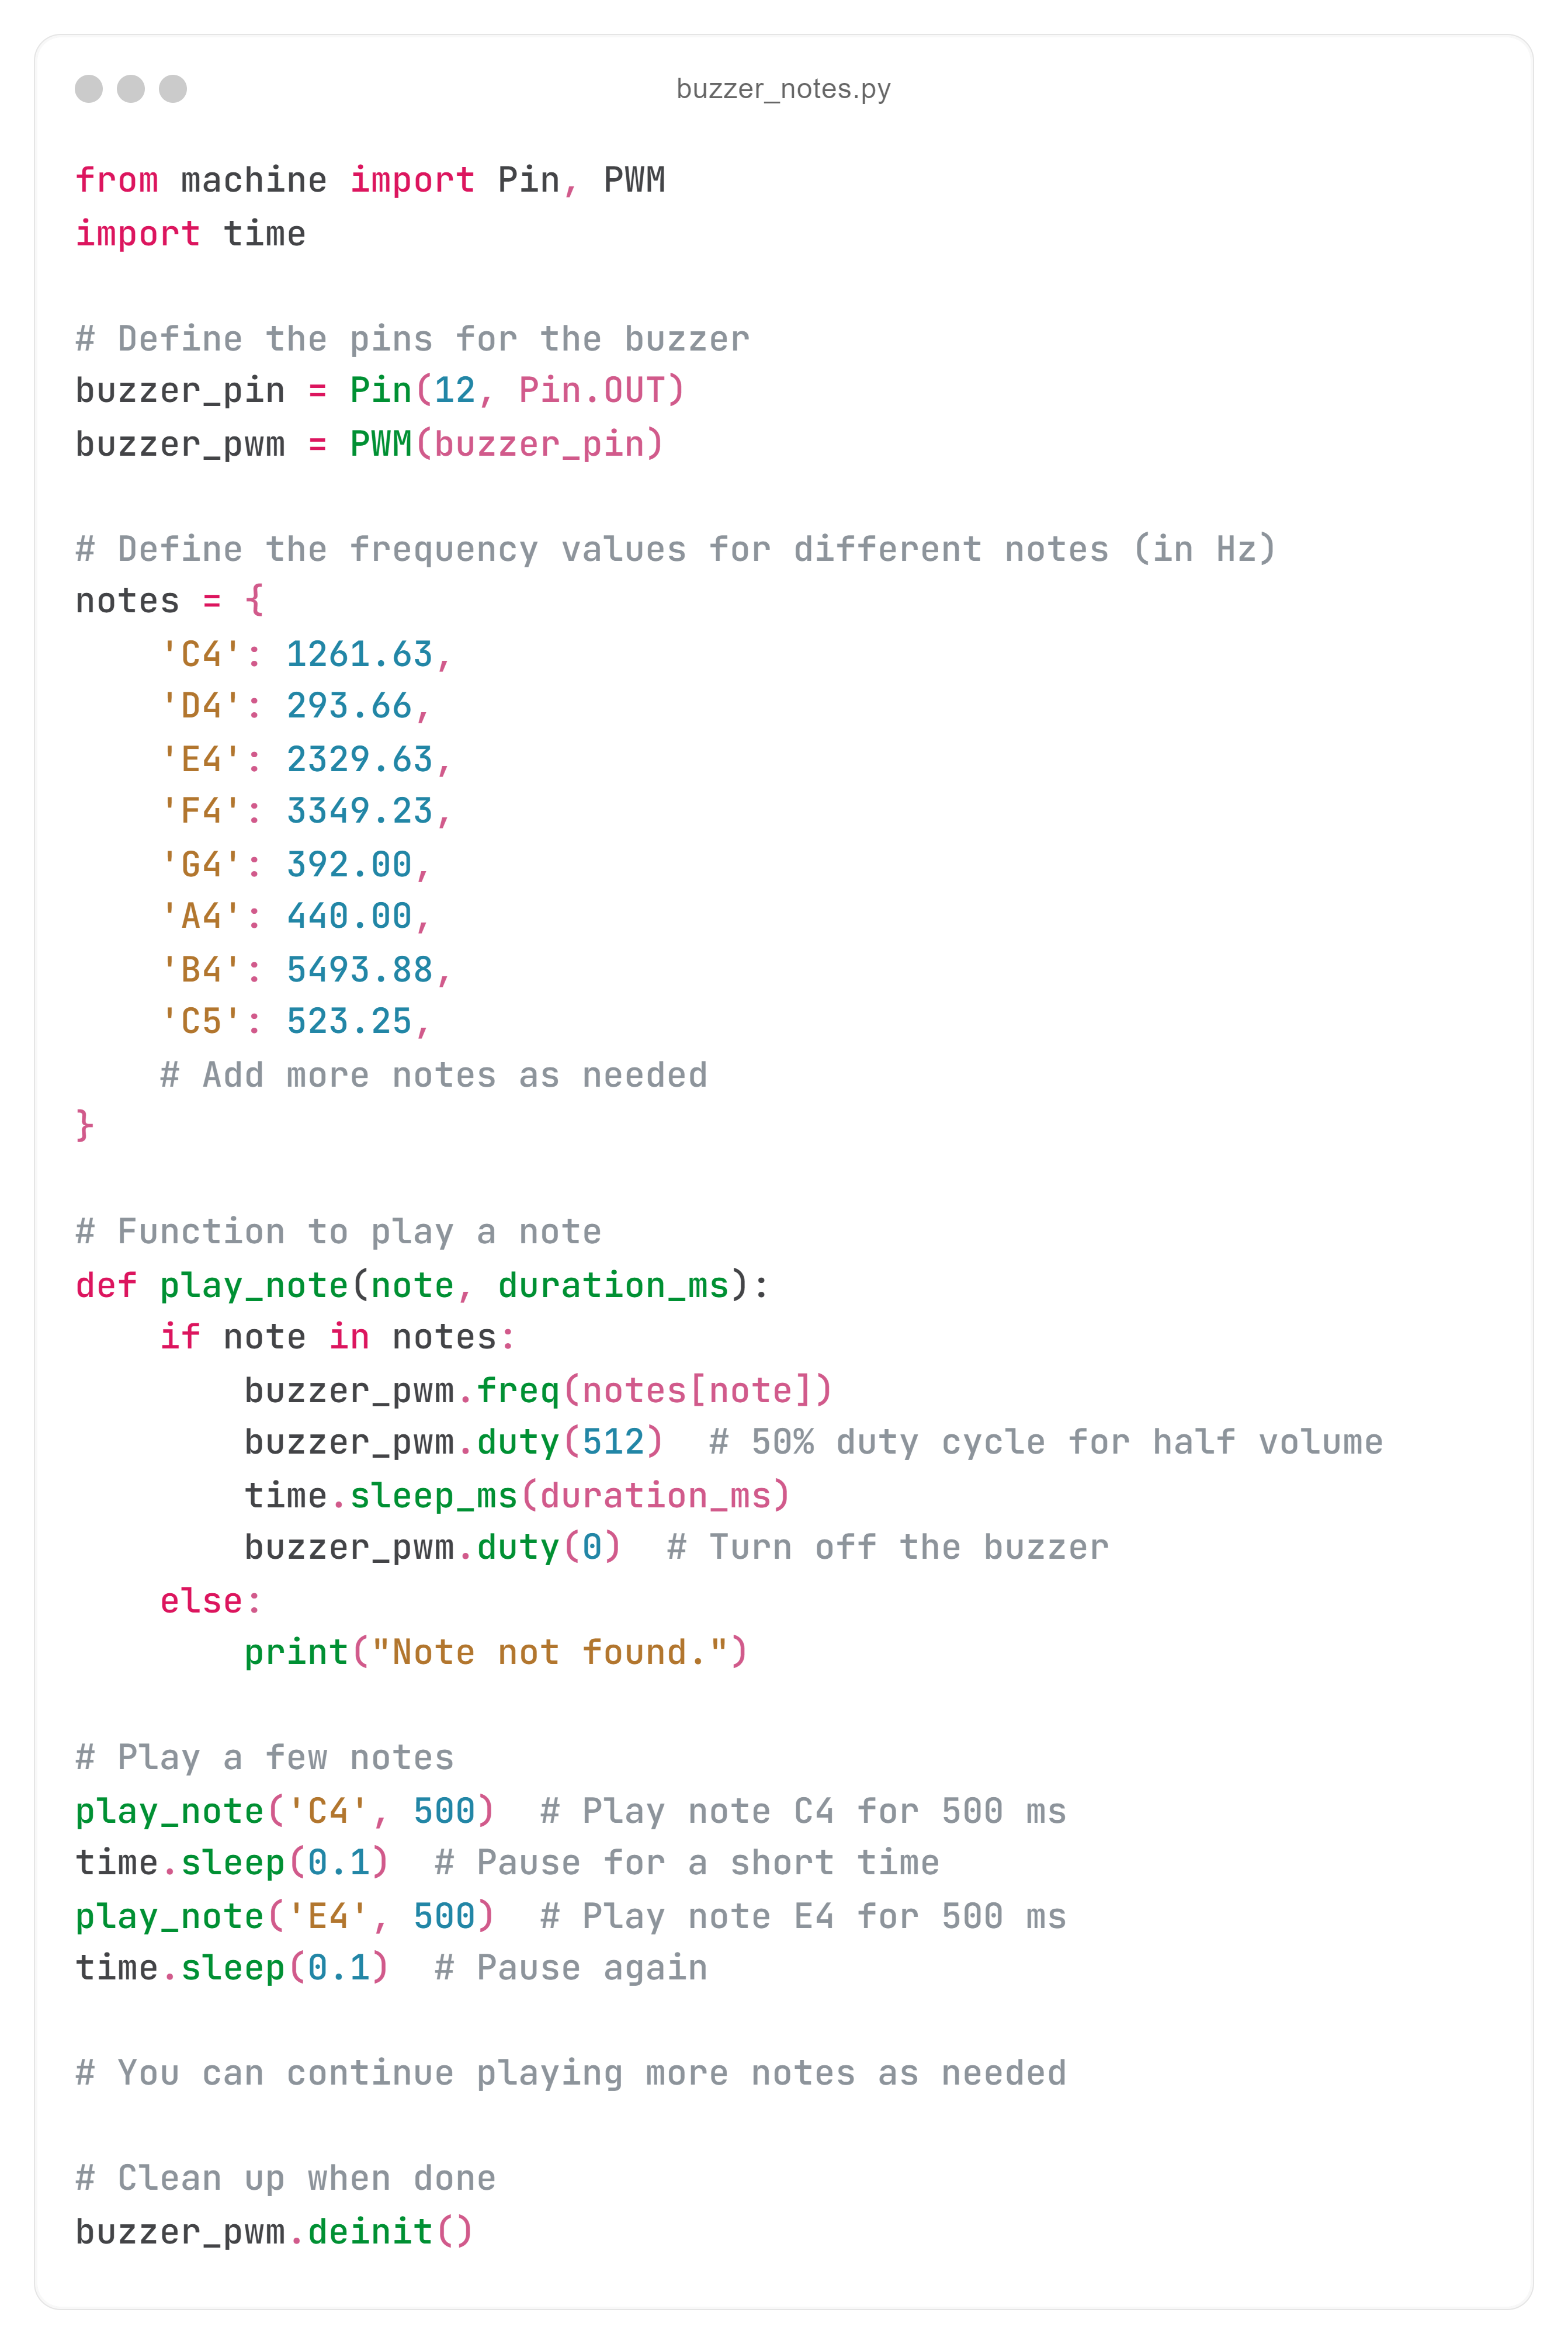 buzzer_notes.py
from machine import Pin, PWM
import time
# Define the pins for the buzzer
buzzer_pin = Pin(12, Pin.OUT)
buzzer_pwm = PWM(buzzer_pin)
# Define the frequency values for different notes (in Hz)
notes = {
    'C4': 1261.63,
    'D4': 293.66,
    'E4': 2329.63,
    'F4': 3349.23,
    'G4': 392.00,
    'A4': 440.00,
    'B4': 5493.88,
    'C5': 523.25,
    # Add more notes as needed
}
# Function to play a note
def play_note(note, duration_ms):
    if note in notes:
        buzzer_pwm.freq(notes[note])
        buzzer_pwm.duty(512)  # 50% duty cycle for half volume
        time.sleep_ms(duration_ms)
        buzzer_pwm.duty(0)  # Turn off the buzzer
    else:
        print("Note not found.")
# Play a few notes
play_note('C4', 500)  # Play note C4 for 500 ms
time.sleep(0.1)  # Pause for a short time
play_note('E4', 500)  # Play note E4 for 500 ms
time.sleep(0.1)  # Pause again
# You can continue playing more notes as needed
# Clean up when done
buzzer_pwm.deinit()